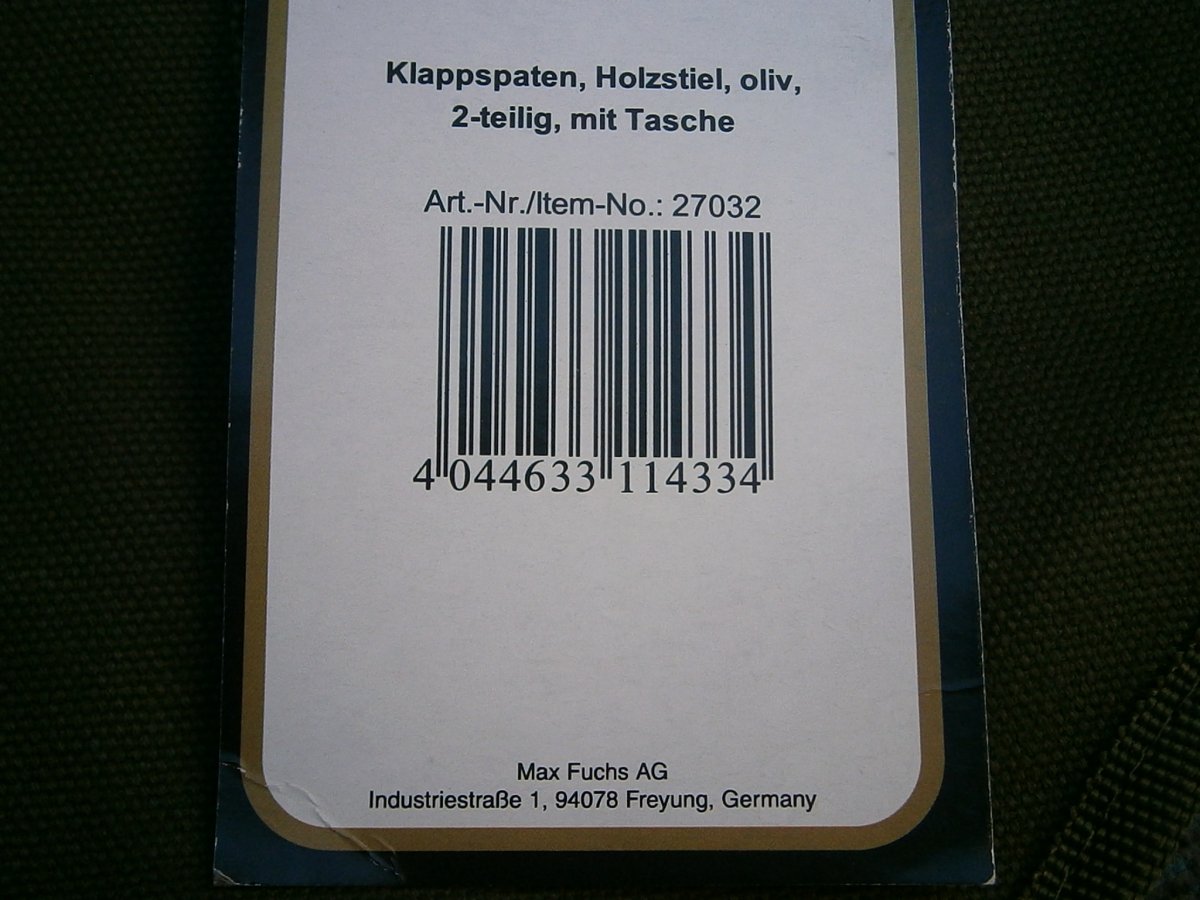 Klappspaten, Holzstiel, oliv,
2-teilig, mit Tasche
Art.-Nr./Item-No.: 27032
4 044633 114334
Max Fuchs AG
Industriestraße 1, 94078 Freyung, Germany